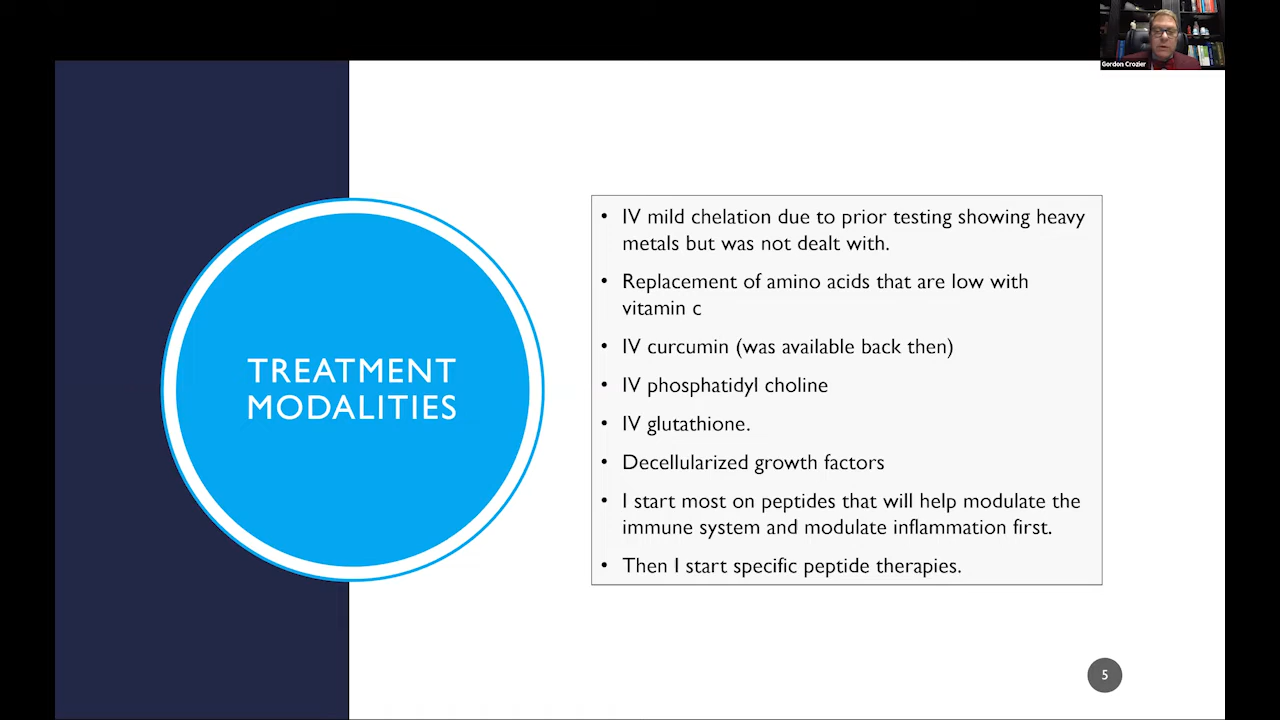 Gordon Crozier
TREATMENT
MODALITIES
• IV mild chelation due to prior testing showing heavy
metals but was not dealt with.
• Replacement of amino acids that are low with
vitamin c
• IV curcumin (was available back then)
• IV phosphatidyl choline
• IV glutathione.
• Decellularized growth factors
• I start most on peptides that will help modulate the
immune system and modulate inflammation first.
• Then I start specific peptide therapies.
5